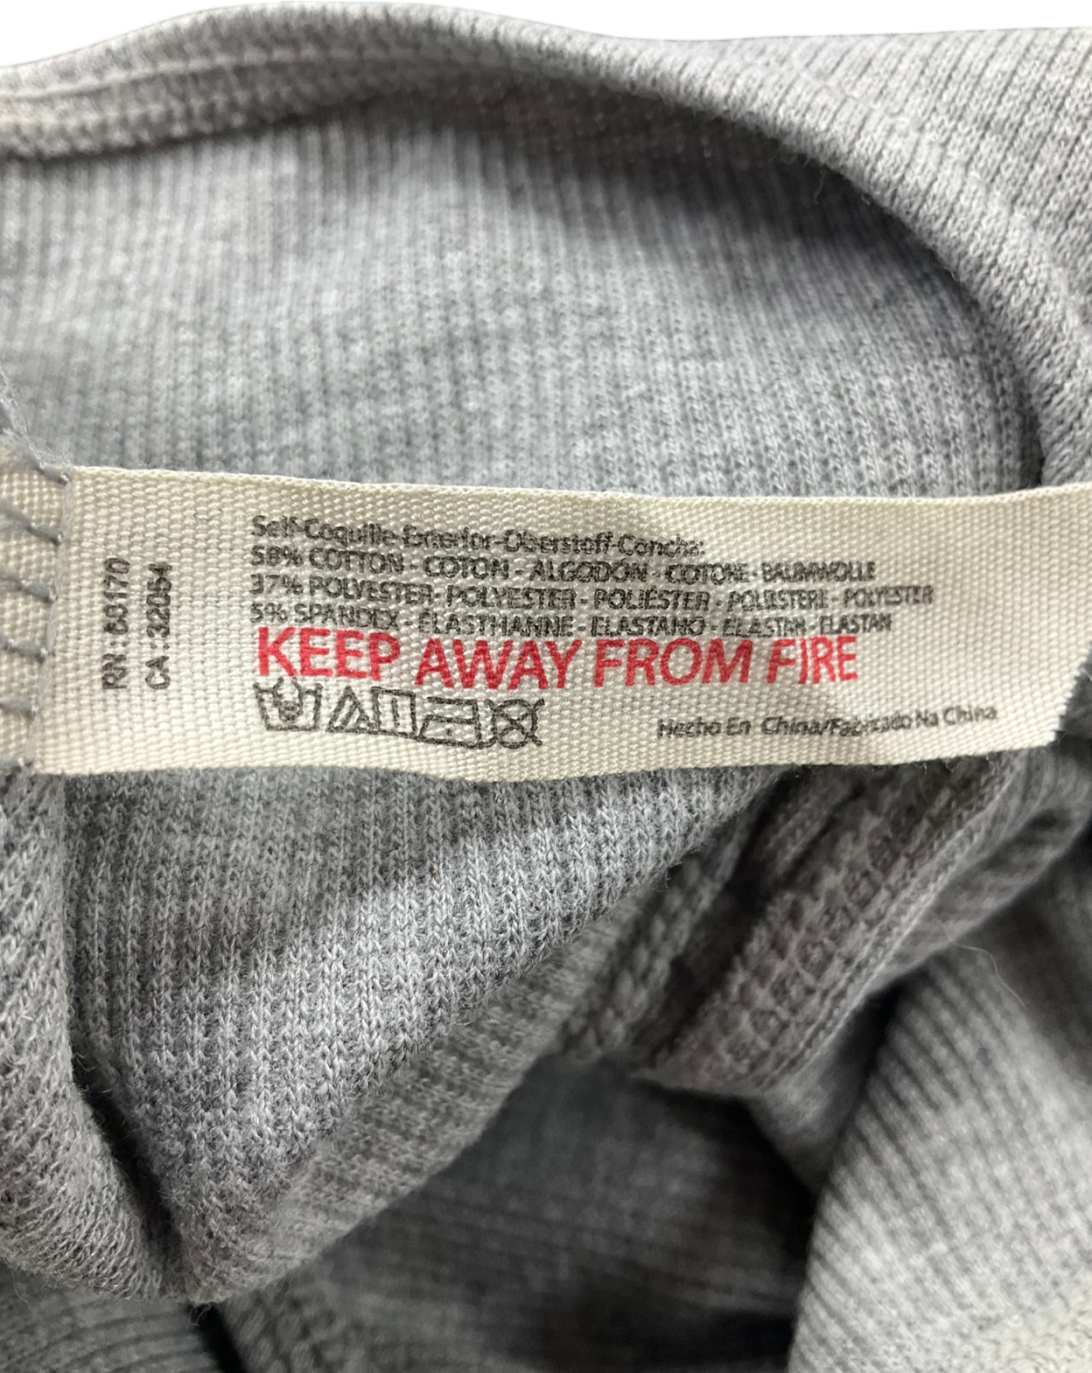 RN:60170
CA:32054
Self-Coquille-Exterior-Oberstoff-Concha:
58% COTTON - COTON - ALGODÓN - COTONE - BAUMWOLLE
37% POLYESTER - POLYESTER - POLIÉSTER - POLIESTERE - POLYESTER
5% SPANDEX - ÉLASTHANNE - ELASTANO - ELASTAN - ELASTAN
KEEP AWAY FROM FIRE
Hecho En China/Fabricado Na China